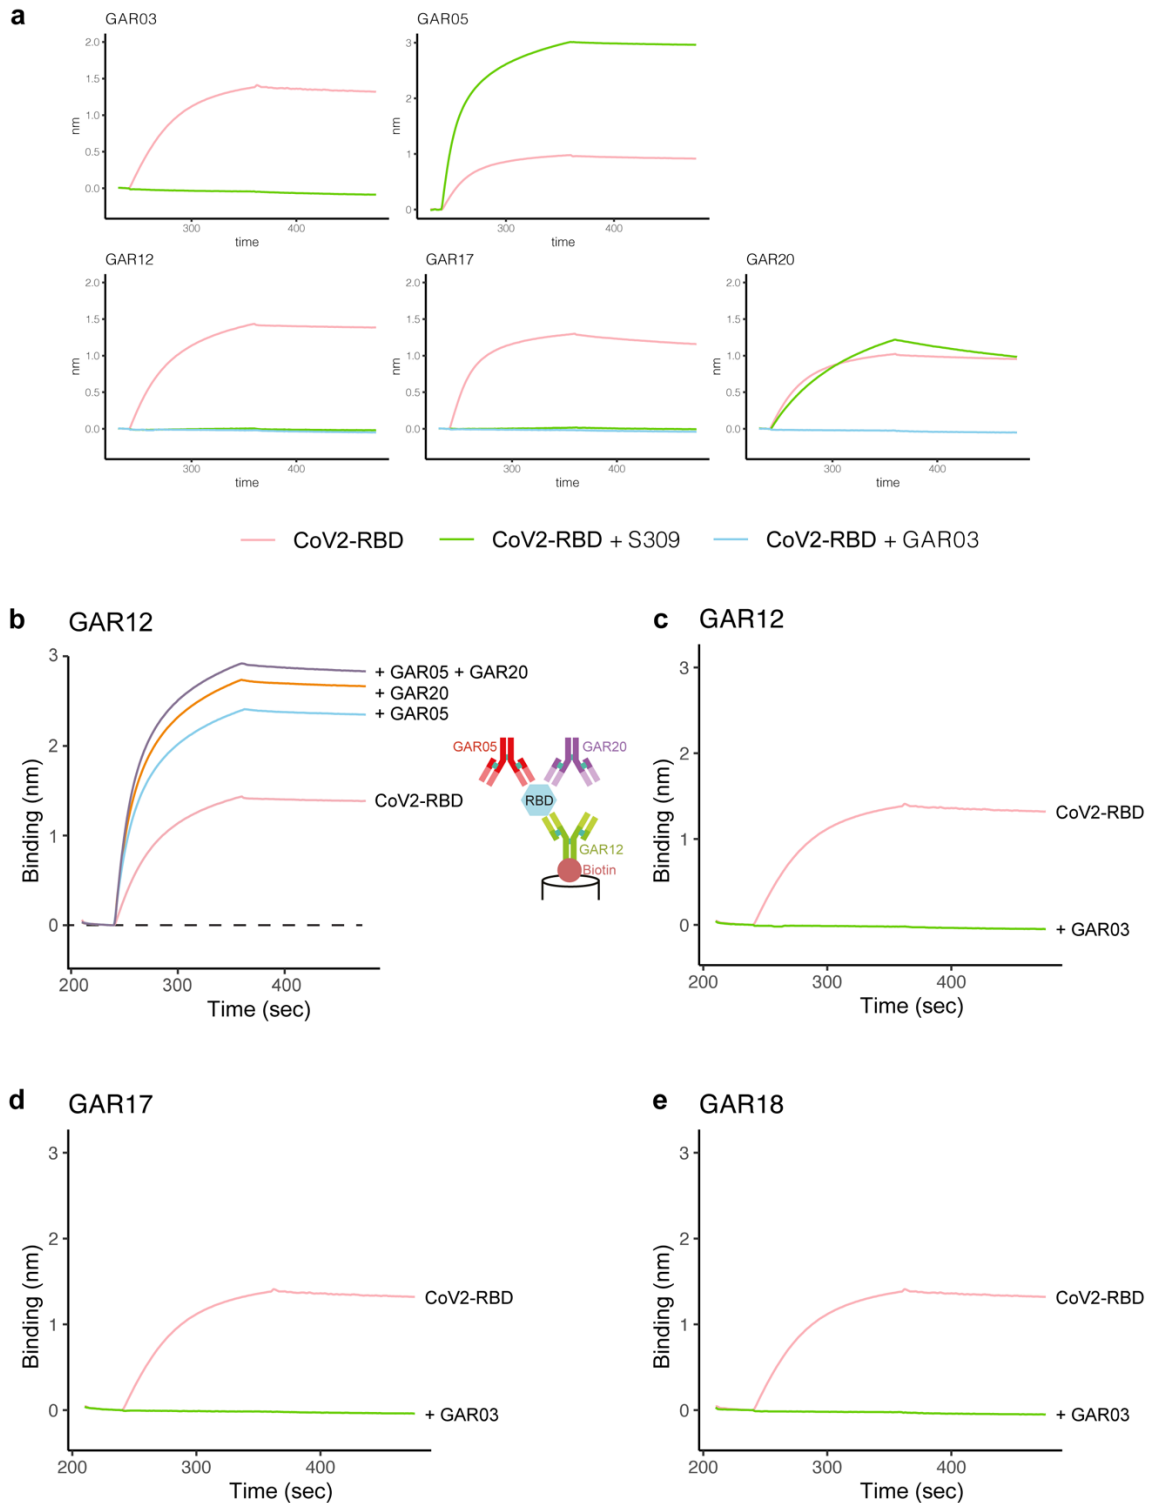 a
GAR03
GAR05
2.0
1.5
1.0
0.5
0.0
nm
300
400
time
3
2
1
0
nm
300
400
time
GAR12
GAR17
GAR20
2.0
1.5
1.0
0.5
0.0
nm
300
400
time
2.0
1.5
1.0
0.5
0.0
nm
300
400
time
2.0
1.5
1.0
0.5
0.0
nm
300
400
time
CoV2-RBD
CoV2-RBD + S309
CoV2-RBD + GAR03
b
GAR12
3
2
1
0
Binding (nm)
200
300
400
Time (sec)
+ GAR05 + GAR20
+ GAR20
+ GAR05
CoV2-RBD
GAR05
GAR20
RBD
GAR12
Biotin
c
GAR12
3
2
1
0
Binding (nm)
200
300
400
Time (sec)
CoV2-RBD
+ GAR03
d
GAR17
3
2
1
0
Binding (nm)
200
300
400
Time (sec)
CoV2-RBD
+ GAR03
e
GAR18
3
2
1
0
Binding (nm)
200
300
400
Time (sec)
CoV2-RBD
+ GAR03